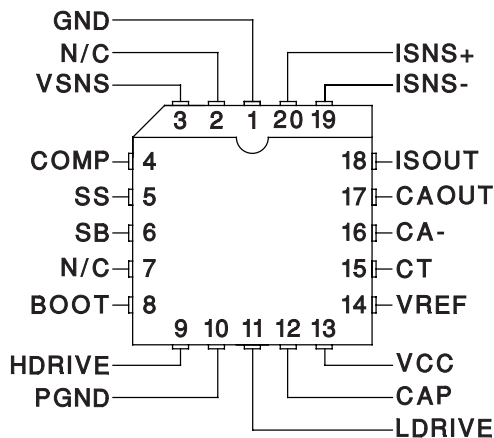 GND
N/C
VSNS
ISNS+
ISNS-
3 2 1 20 19
COMP 4
SS 5
SB 6
N/C 7
BOOT 8
18 ISOUT
17 CAOUT
16 CA-
15 CT
14 VREF
9 10 11 12 13
HDRIVE
PGND
VCC
CAP
LDRIVE